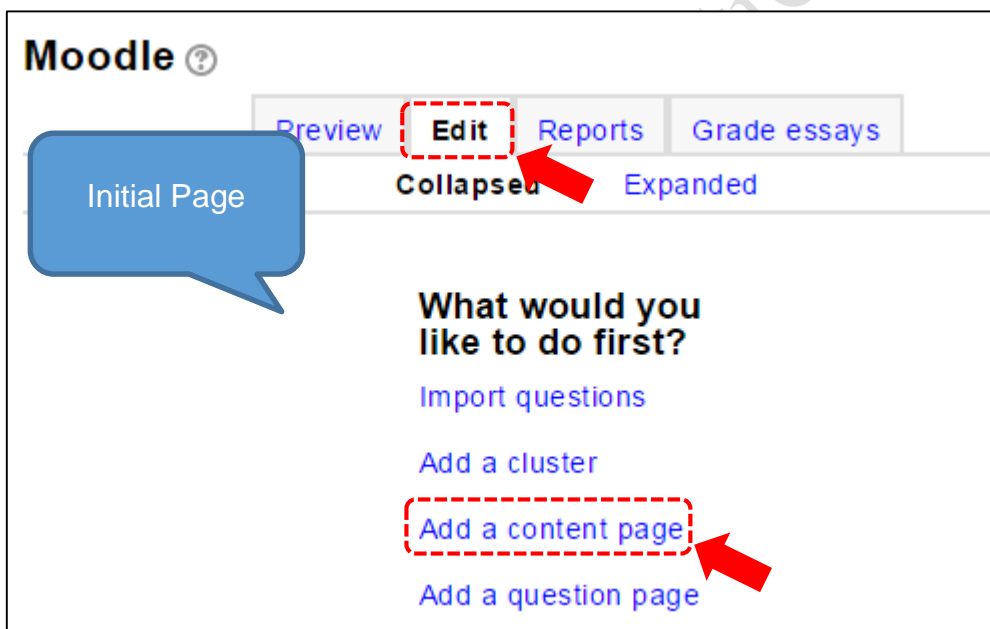 Moodle
Preview Edit Reports Grade essays
Initial Page
Collapsed Expanded
What would you
like to do first?
Import questions
Add a cluster
Add a content page
Add a question page